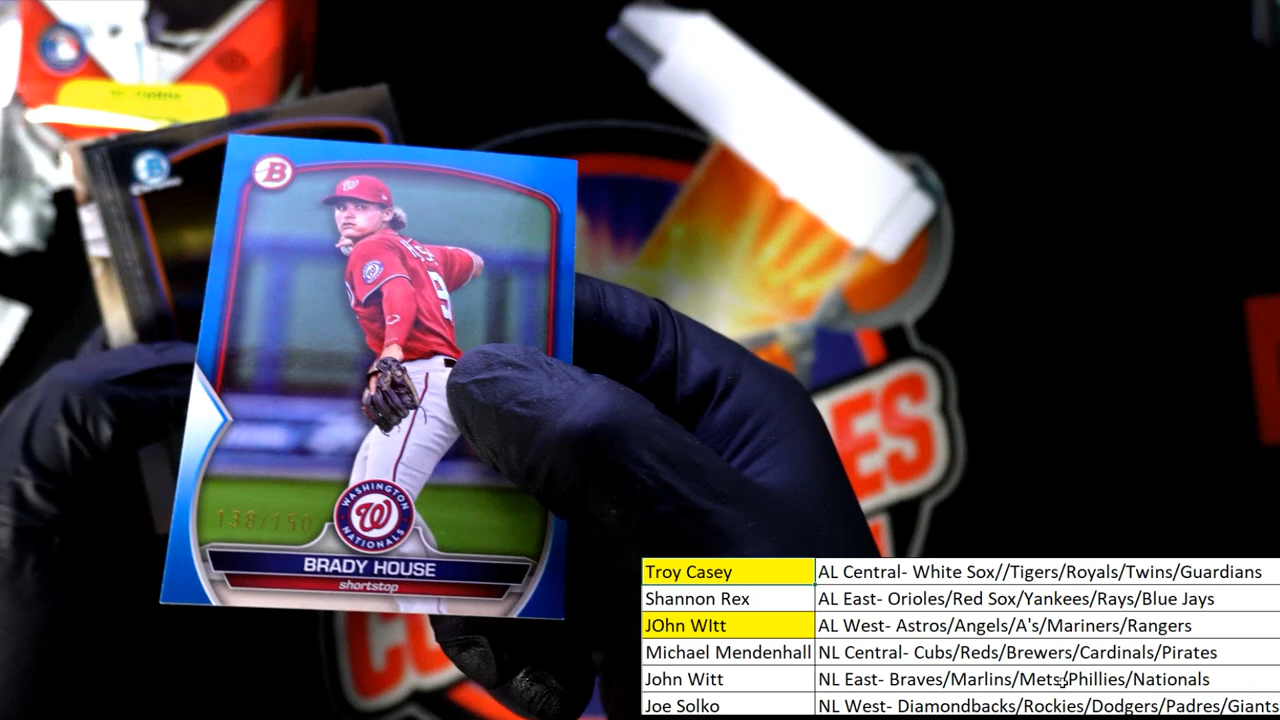 B
W
9
138/150
WASHINGTON
NATIONALS
BRADY HOUSE
shortstop
ES
Troy Casey AL Central- White Sox//Tigers/Royals/Twins/Guardians
Shannon Rex AL East- Orioles/Red Sox/Yankees/Rays/Blue Jays
JOhn WItt AL West- Astros/Angels/A's/Mariners/Rangers
Michael Mendenhall NL Central- Cubs/Reds/Brewers/Cardinals/Pirates
John Witt NL East- Braves/Marlins/Mets/Phillies/Nationals
Joe Solko NL West- Diamondbacks/Rockies/Dodgers/Padres/Giants